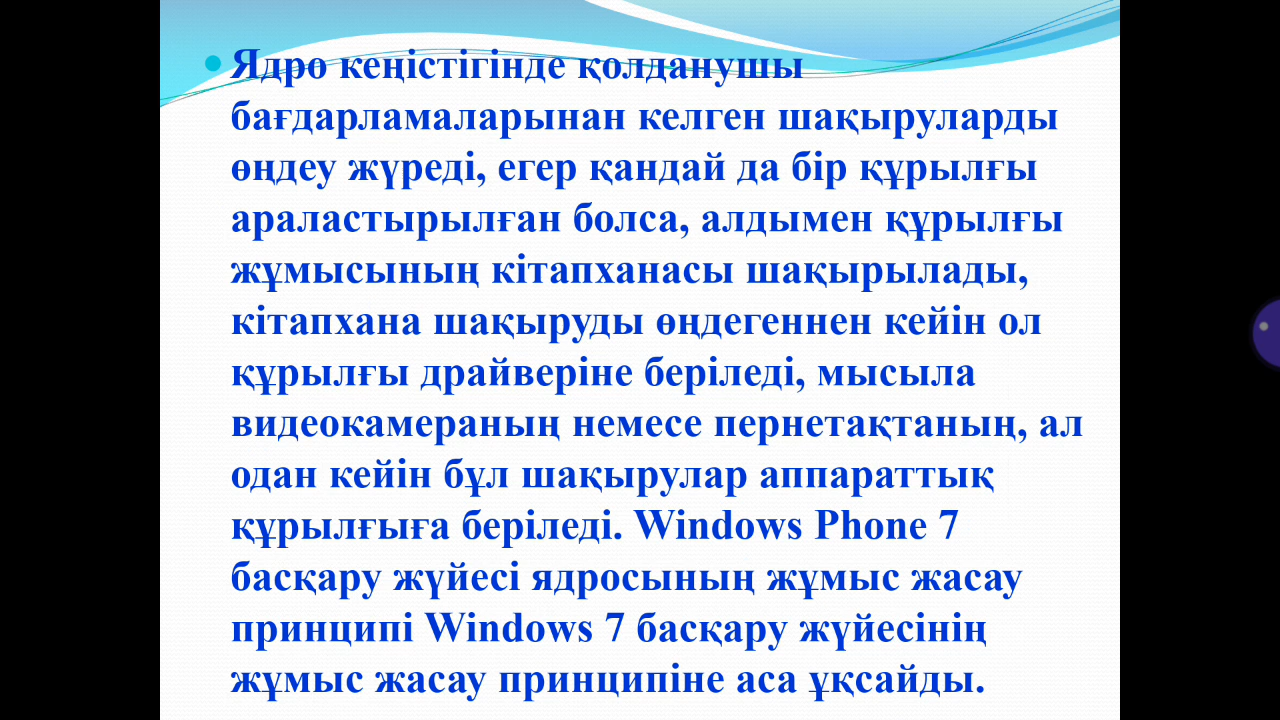 Ядро кеңістігінде қолданушы
бағдарламаларынан келген шақыруларды
өңдеу жүреді, егер қандай да бір құрылғы
араластырылған болса, алдымен құрылғы
жұмысының кітапханасы шақырылады,
кітапхана шақыруды өңдегеннен кейін ол
құрылғы драйверіне беріледі, мысыла
видеокамераның немесе пернетақтаның, ал
одан кейін бұл шақырулар аппараттық
құрылғыға беріледі. Windows Phone 7
басқару жүйесі ядросының жұмыс жасау
принципі Windows 7 басқару жүйесінің
жұмыс жасау принципіне аса ұқсайды.